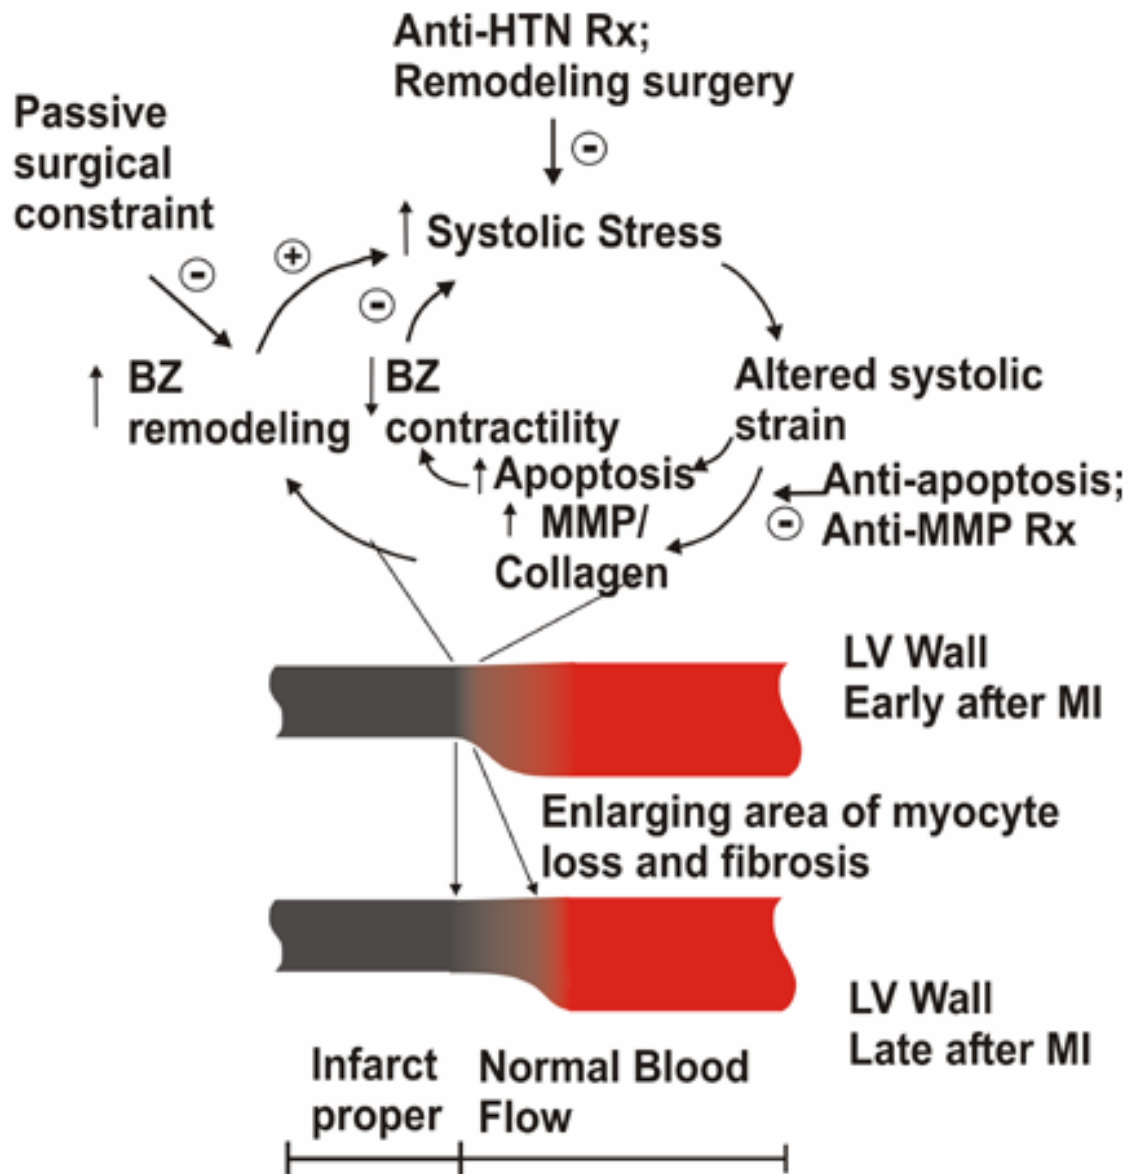 Anti-HTN Rx;
Remodeling surgery
Passive
surgical
constraint
-
-
+
↑ Systolic Stress
-
↑ BZ
remodeling
↓ BZ
contractility
Altered systolic
strain
↑ Apoptosis
↑ MMP/
Collagen
Anti-apoptosis;
- Anti-MMP Rx
LV Wall
Early after MI
Enlarging area of myocyte
loss and fibrosis
LV Wall
Late after MI
Infarct
proper
Normal Blood
Flow